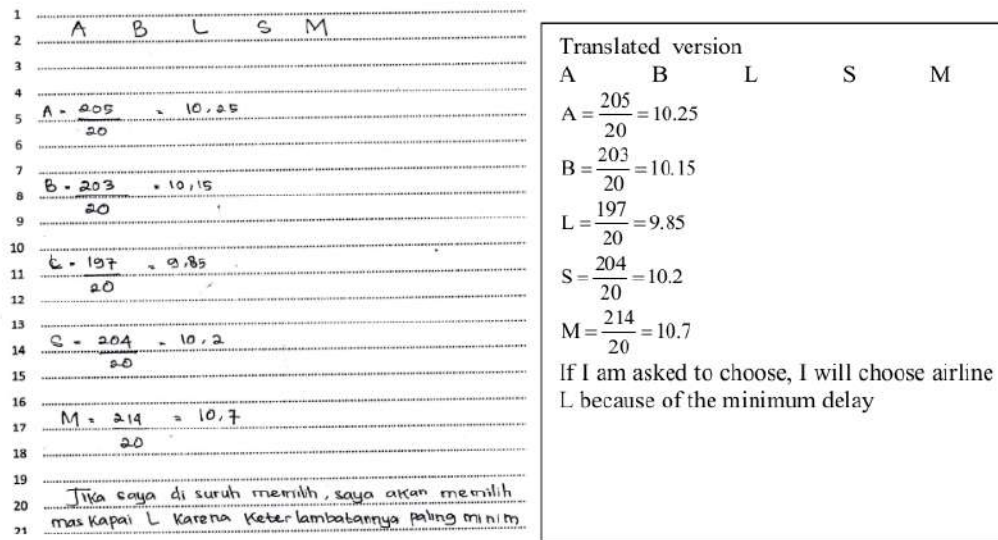 1
A B L S M
2
3
4
A = 205 = 10,25
5
20
6
7
B = 203 = 10,15
8
20
9
10
L = 197 = 9,85
11
20
12
13
S = 204 = 10,2
14
20
15
16
M = 214 = 10,7
17
20
18
19
Jika saya di suruh memilih, saya akan memilih
20
mas kapai L karena keterlambatannya paling minim
21
Translated version
A B L S M
A = 205/20 = 10.25
B = 203/20 = 10.15
L = 197/20 = 9.85
S = 204/20 = 10.2
M = 214/20 = 10.7
If I am asked to choose, I will choose airline
L because of the minimum delay